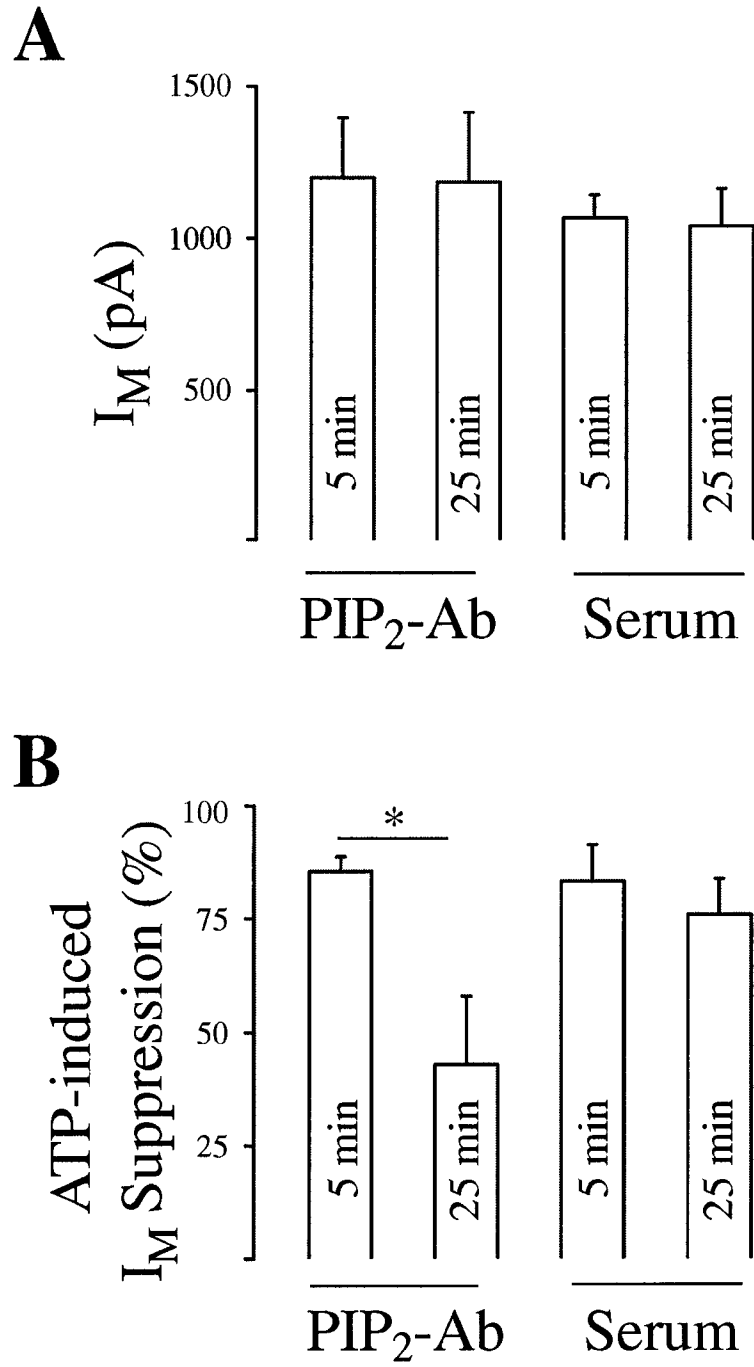 A
1500
1000
500
I_M (pA)
5 min
25 min
5 min
25 min
PIP₂-Ab
Serum
B
100
75
50
25
ATP-induced
I_M Suppression (%)
*
5 min
25 min
5 min
25 min
PIP₂-Ab
Serum